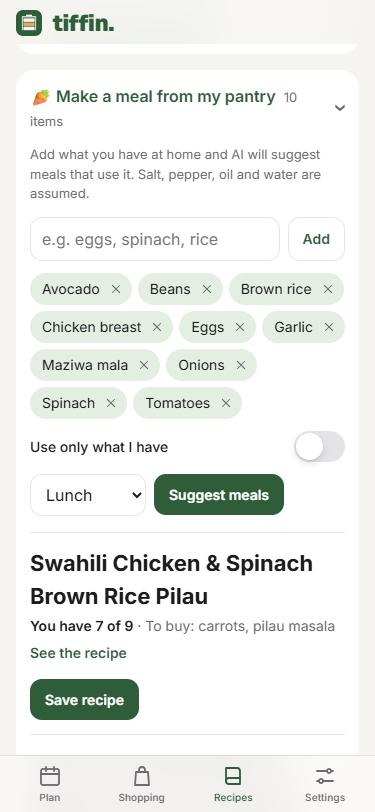 tiffin.
Make a meal from my pantry 10
items
Add what you have at home and AI will suggest
meals that use it. Salt, pepper, oil and water are
assumed.
e.g. eggs, spinach, rice
Add
Avocado × Beans × Brown rice ×
Chicken breast × Eggs × Garlic ×
Maziwa mala × Onions ×
Spinach × Tomatoes ×
Use only what I have
Lunch
Suggest meals
Swahili Chicken & Spinach
Brown Rice Pilau
You have 7 of 9 · To buy: carrots, pilau masala
See the recipe
Save recipe
Plan Shopping Recipes Settings